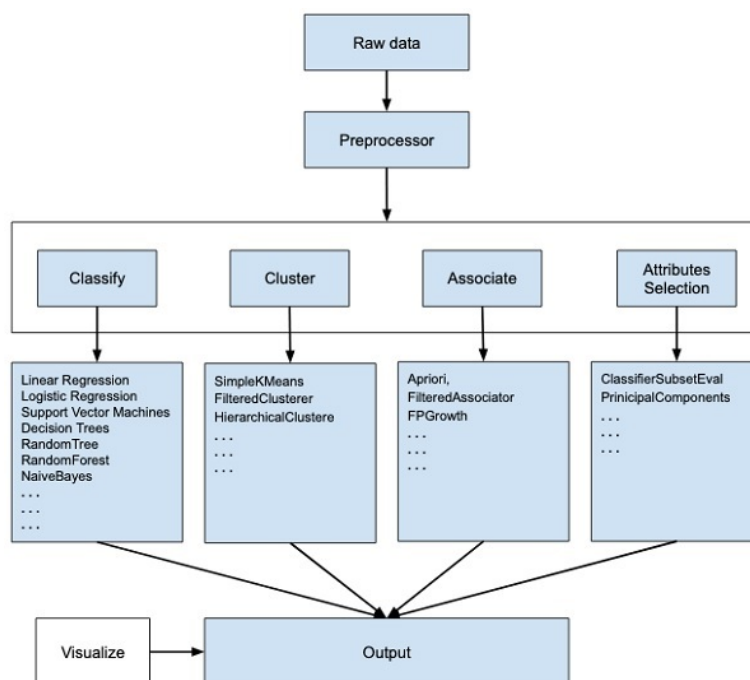 Raw data
Preprocessor
Classify
Cluster
Associate
Attributes
Selection
Linear Regression
Logistic Regression
Support Vector Machines
Decision Trees
RandomTree
RandomForest
NaiveBayes
. . .
. . .
. . .
SimpleKMeans
FilteredClusterer
HierarchicalClustere
. . .
. . .
. . .
Apriori,
FilteredAssociator
FPGrowth
. . .
. . .
. . .
ClassifierSubsetEval
PrinicipalComponents
. . .
. . .
. . .
Visualize
Output